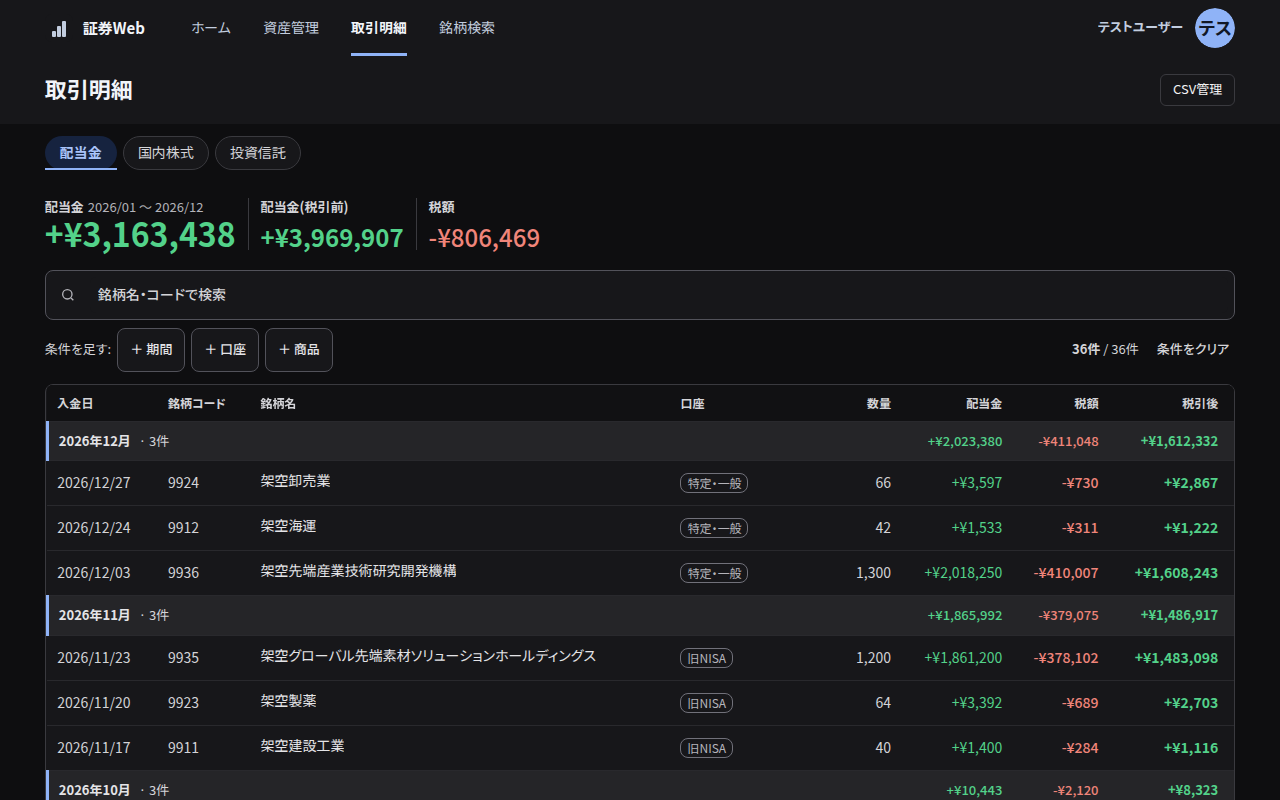 証券Web ホーム 資産管理 取引明細 銘柄検索 テストユーザー テス
取引明細 CSV管理
配当金 国内株式 投資信託
配当金 2026/01 〜 2026/12 配当金(税引前) 税額
+¥3,163,438 +¥3,969,907 -¥806,469
銘柄名・コードで検索
条件を足す: ＋ 期間 ＋ 口座 ＋ 商品 36件 / 36件 条件をクリア
入金日 銘柄コード 銘柄名 口座 数量 配当金 税額 税引後
2026年12月 · 3件 +¥2,023,380 -¥411,048 +¥1,612,332
2026/12/27 9924 架空卸売業 特定・一般 66 +¥3,597 -¥730 +¥2,867
2026/12/24 9912 架空海運 特定・一般 42 +¥1,533 -¥311 +¥1,222
2026/12/03 9936 架空先端産業技術研究開発機構 特定・一般 1,300 +¥2,018,250 -¥410,007 +¥1,608,243
2026年11月 · 3件 +¥1,865,992 -¥379,075 +¥1,486,917
2026/11/23 9935 架空グローバル先端素材ソリューションホールディングス 旧NISA 1,200 +¥1,861,200 -¥378,102 +¥1,483,098
2026/11/20 9923 架空製薬 旧NISA 64 +¥3,392 -¥689 +¥2,703
2026/11/17 9911 架空建設工業 旧NISA 40 +¥1,400 -¥284 +¥1,116
2026年10月 · 3件 +¥10,443 -¥2,120 +¥8,323